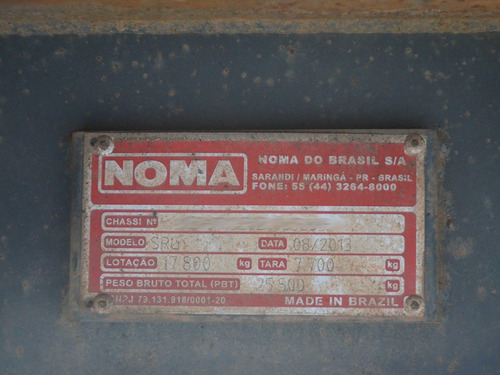 NOMA
NOMA DO BRASIL S/A
SARANDI / MARINGÁ - PR - BRASIL
FONE: 55 (44) 3264-8000
CHASSI Nº
MODELO DATA 08/2013
LOTAÇÃO 17 800 kg TARA 7 700 kg
PESO BRUTO TOTAL (PBT) 25 500 kg
CNPJ 73.131.918/0001-20 MADE IN BRAZIL